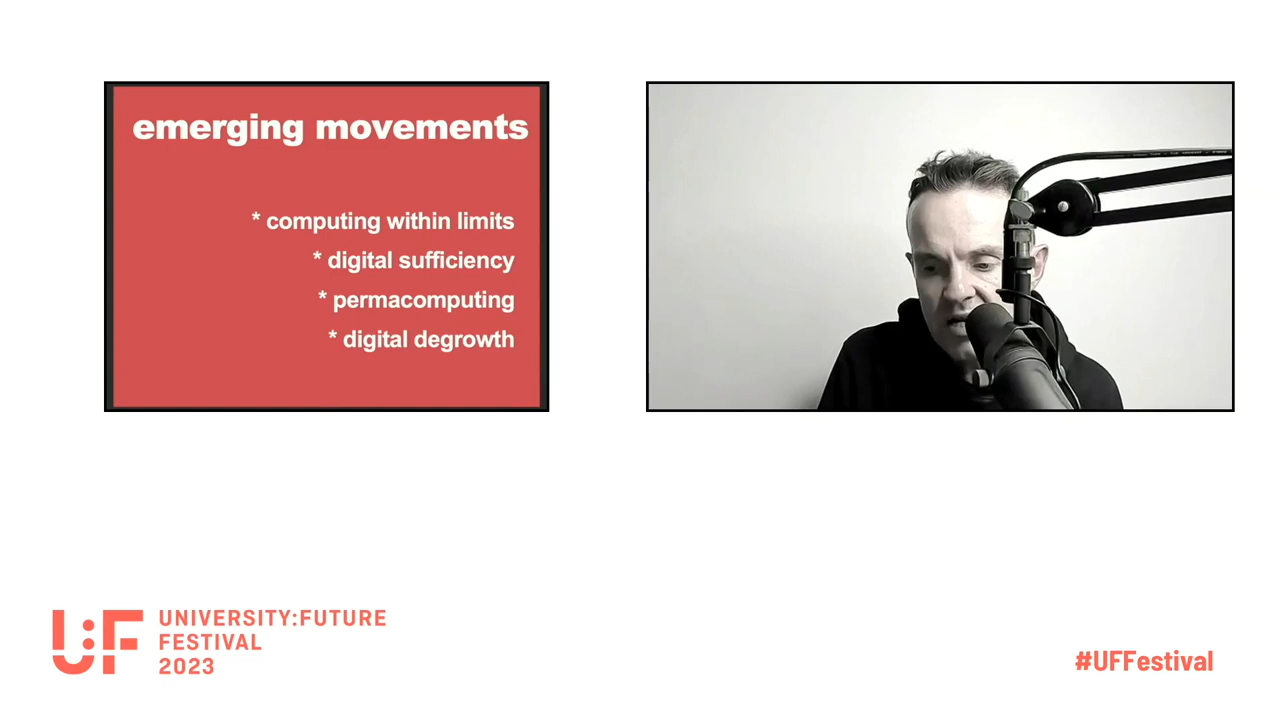 emerging movements
* computing within limits
* digital sufficiency
* permacomputing
* digital degrowth
U:F
UNIVERSITY:FUTURE
FESTIVAL
2023
#UFFestival